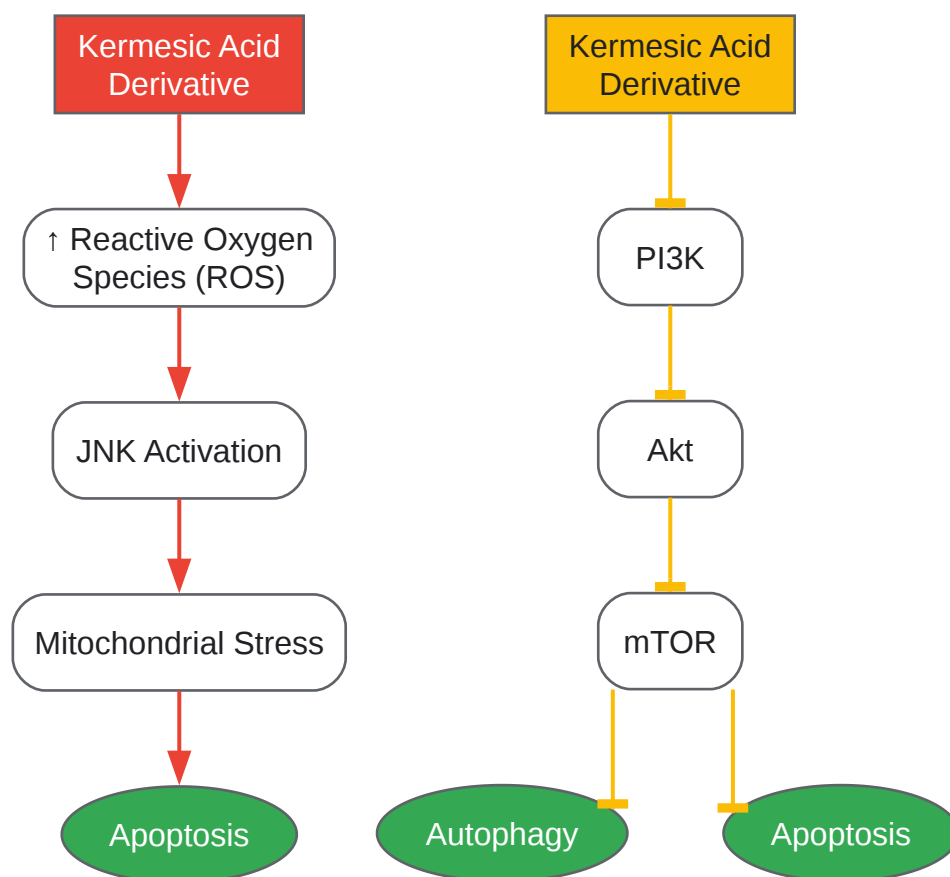 Kermesic Acid
Derivative
↑ Reactive Oxygen
Species (ROS)
JNK Activation
Mitochondrial Stress
Apoptosis
Kermesic Acid
Derivative
PI3K
Akt
mTOR
Autophagy
Apoptosis